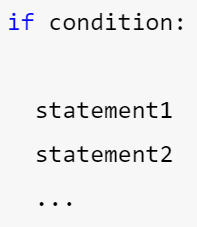 if condition:
statement1
statement2
...